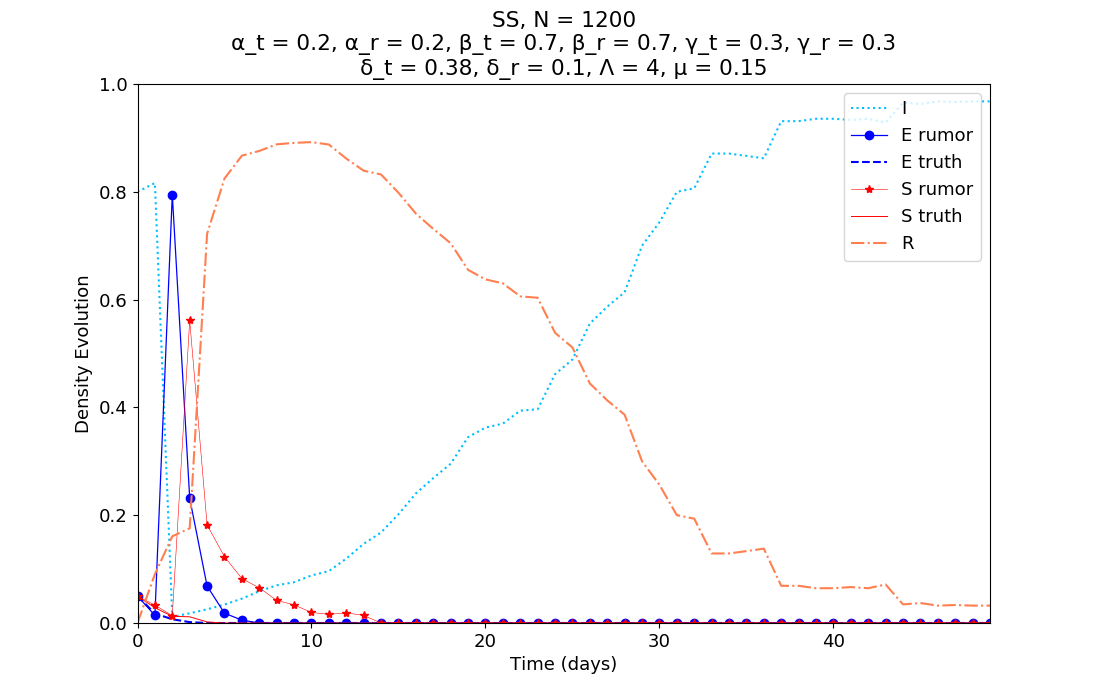 SS, N = 1200
α_t = 0.2, α_r = 0.2, β_t = 0.7, β_r = 0.7, γ_t = 0.3, γ_r = 0.3
δ_t = 0.38, δ_r = 0.1, Λ = 4, μ = 0.15
1.0
0.8
0.6
0.4
0.2
0.0
Density Evolution
I
E rumor
E truth
S rumor
S truth
R
0
10
20
30
40
Time (days)